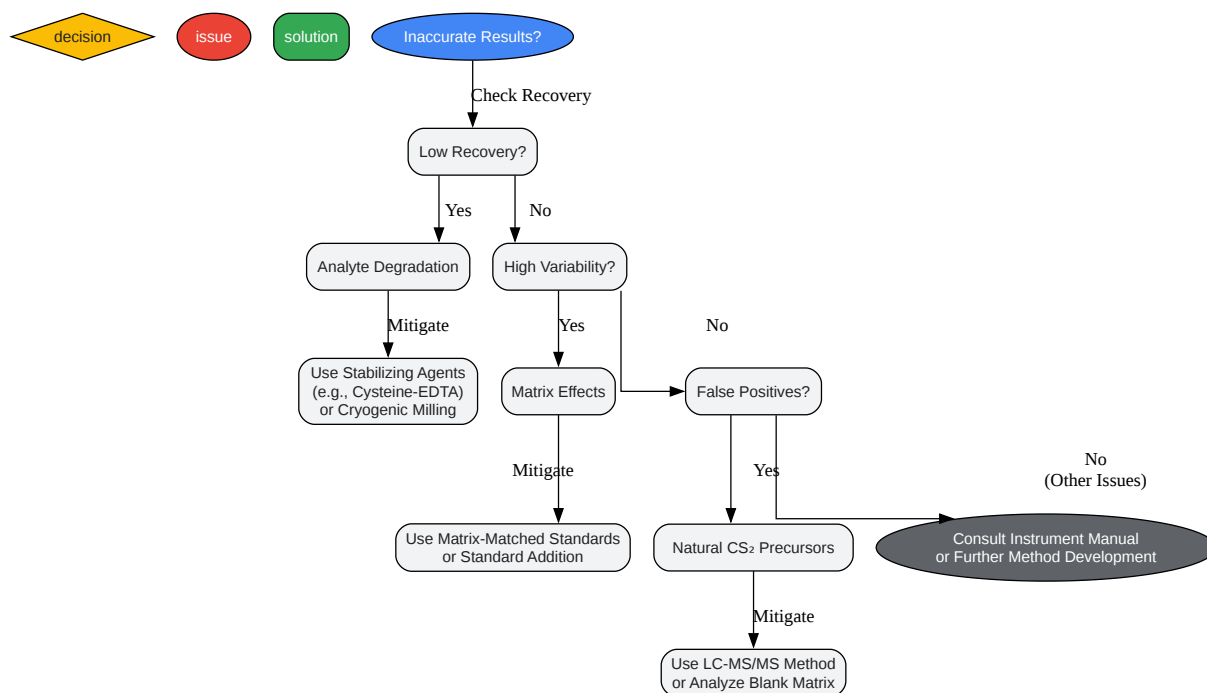 decision
issue
solution
Inaccurate Results?
Check Recovery
Low Recovery?
Yes
No
Analyte Degradation
High Variability?
Mitigate
Yes
No
Use Stabilizing Agents
(e.g., Cysteine-EDTA)
or Cryogenic Milling
Matrix Effects
False Positives?
Mitigate
Yes
No
(Other Issues)
Use Matrix-Matched Standards
or Standard Addition
Natural CS₂ Precursors
Consult Instrument Manual
or Further Method Development
Mitigate
Use LC-MS/MS Method
or Analyze Blank Matrix